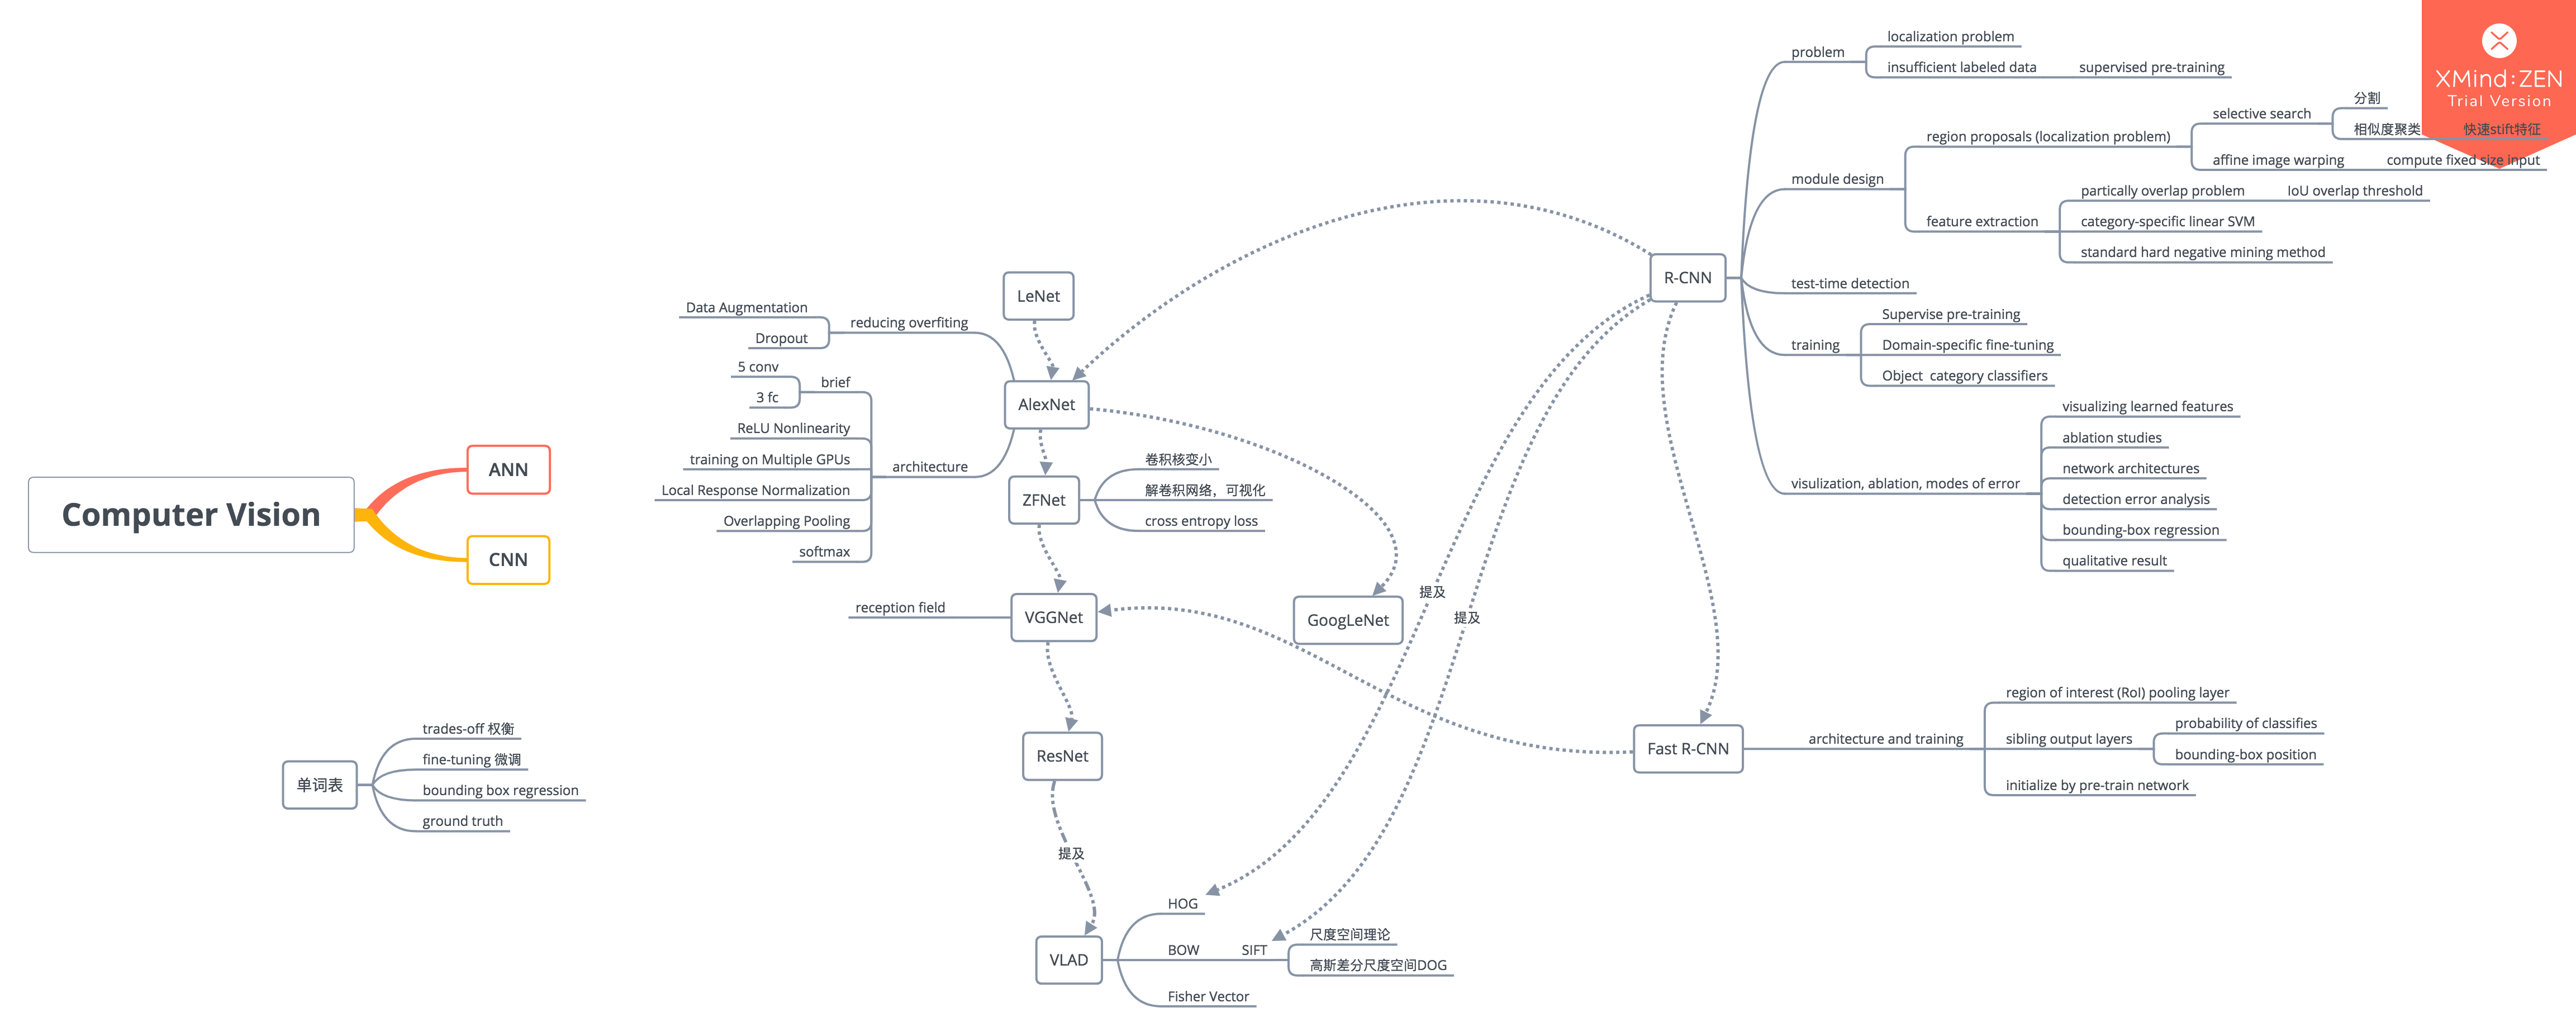 Computer Vision
ANN
CNN
单词表
trades-off 权衡
fine-tuning 微调
bounding box regression
ground truth
LeNet
AlexNet
reducing overfiting
Data Augmentation
Dropout
architecture
brief
5 conv
3 fc
ReLU Nonlinearity
training on Multiple GPUs
Local Response Normalization
Overlapping Pooling
softmax
ZFNet
卷积核变小
解卷积网络，可视化
cross entropy loss
VGGNet
reception field
GoogLeNet
ResNet
提及
提及
提及
VLAD
HOG
BOW
SIFT
尺度空间理论
高斯差分尺度空间DOG
Fisher Vector
R-CNN
problem
localization problem
insufficient labeled data
supervised pre-training
module design
region proposals (localization problem)
selective search
分割
相似度聚类
快速stift特征
affine image warping
compute fixed size input
feature extraction
partically overlap problem
IoU overlap threshold
category-specific linear SVM
standard hard negative mining method
test-time detection
training
Supervise pre-training
Domain-specific fine-tuning
Object  category classifiers
visulization, ablation, modes of error
visualizing learned features
ablation studies
network architectures
detection error analysis
bounding-box regression
qualitative result
Fast R-CNN
architecture and training
region of interest (RoI) pooling layer
sibling output layers
probability of classifies
bounding-box position
initialize by pre-train network
XMind:ZEN
Trial Version